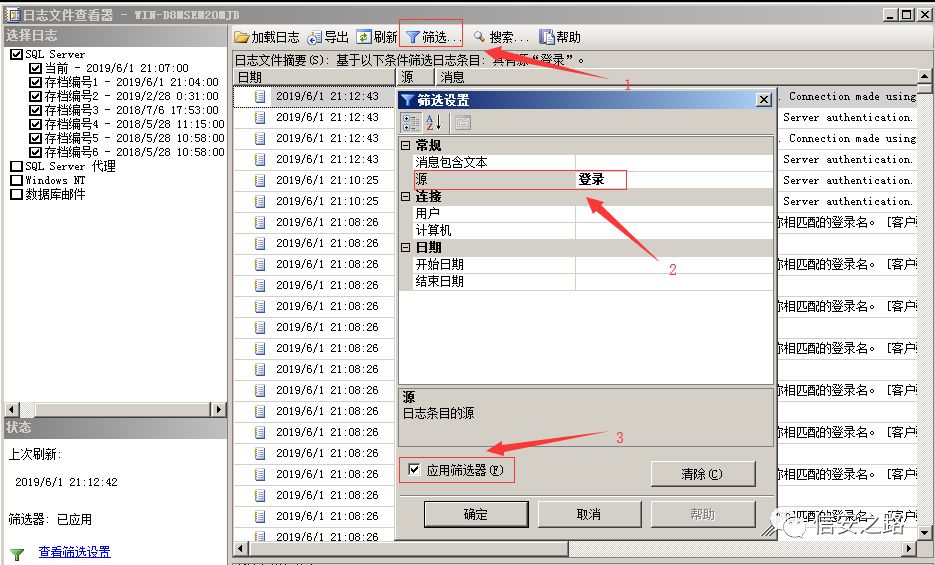 日志文件查看器 - WIN-D8MSEM20MJB
选择日志
SQL Server
当前 - 2019/6/1 21:07:00
存档编号1 - 2019/6/1 21:04:00
存档编号2 - 2019/2/28 0:31:00
存档编号3 - 2018/7/6 17:53:00
存档编号4 - 2018/5/28 11:15:00
存档编号5 - 2018/5/28 10:58:00
存档编号6 - 2018/5/28 10:58:00
SQL Server 代理
Windows NT
数据库邮件
状态
上次刷新:
2019/6/1 21:12:42
筛选器: 已应用
查看筛选设置
加载日志 导出 刷新 筛选... 搜索... 帮助
日志文件摘要(S): 基于以下条件筛选日志条目: 具有源“登录”。
日期 源 消息
2019/6/1 21:12:43 . Connection made using
2019/6/1 21:12:43 Server authentication.
2019/6/1 21:12:43 . Connection made using
2019/6/1 21:12:43 Server authentication.
2019/6/1 21:10:25 Server authentication.
2019/6/1 21:10:25 Server authentication.
2019/6/1 21:08:26 相匹配的登录名。 [客户
2019/6/1 21:08:26
2019/6/1 21:08:26 相匹配的登录名。 [客户
2019/6/1 21:08:26
2019/6/1 21:08:26 相匹配的登录名。 [客户
2019/6/1 21:08:26
2019/6/1 21:08:26 相匹配的登录名。 [客户
2019/6/1 21:08:26
2019/6/1 21:08:26 相匹配的登录名。 [客户
2019/6/1 21:08:26
2019/6/1 21:08:26 相匹配的登录名。 [客户
2019/6/1 21:08:26
2019/6/1 21:08:26 相匹配的登录名。 [客户
2019/6/1 21:08:26
2019/6/1 21:08:26 相匹配的登录名。 [客户
2019/6/1 21:08:26
筛选设置
常规
消息包含文本
源 登录
连接
用户
计算机
日期
开始日期
结束日期
源
日志条目的源
应用筛选器(F)
清除(C)
确定 取消 帮助
1
2
3
信安之路